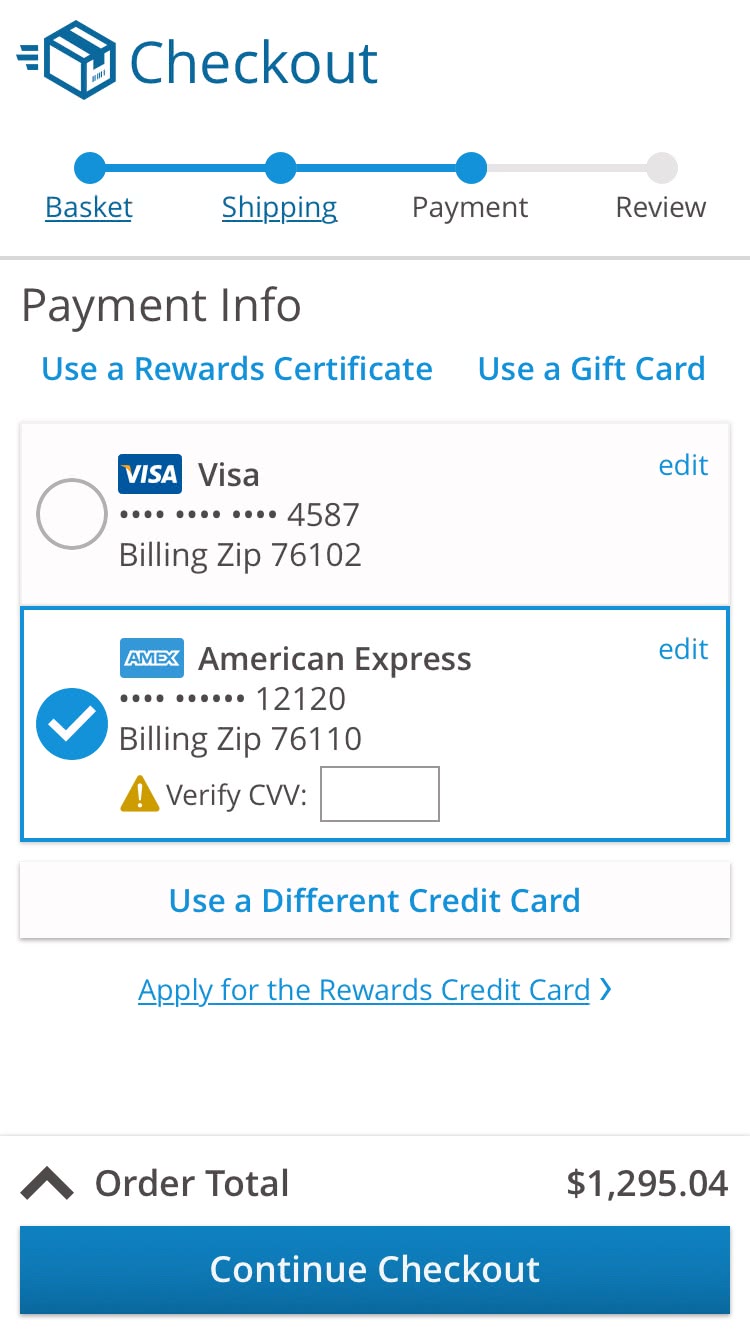 Checkout
Basket Shipping Payment Review
Payment Info
Use a Rewards Certificate Use a Gift Card
VISA Visa edit
•••• •••• •••• 4587
Billing Zip 76102
AMEX American Express edit
•••• •••••• 12120
Billing Zip 76110
Verify CVV:
Use a Different Credit Card
Apply for the Rewards Credit Card ›
Order Total $1,295.04
Continue Checkout